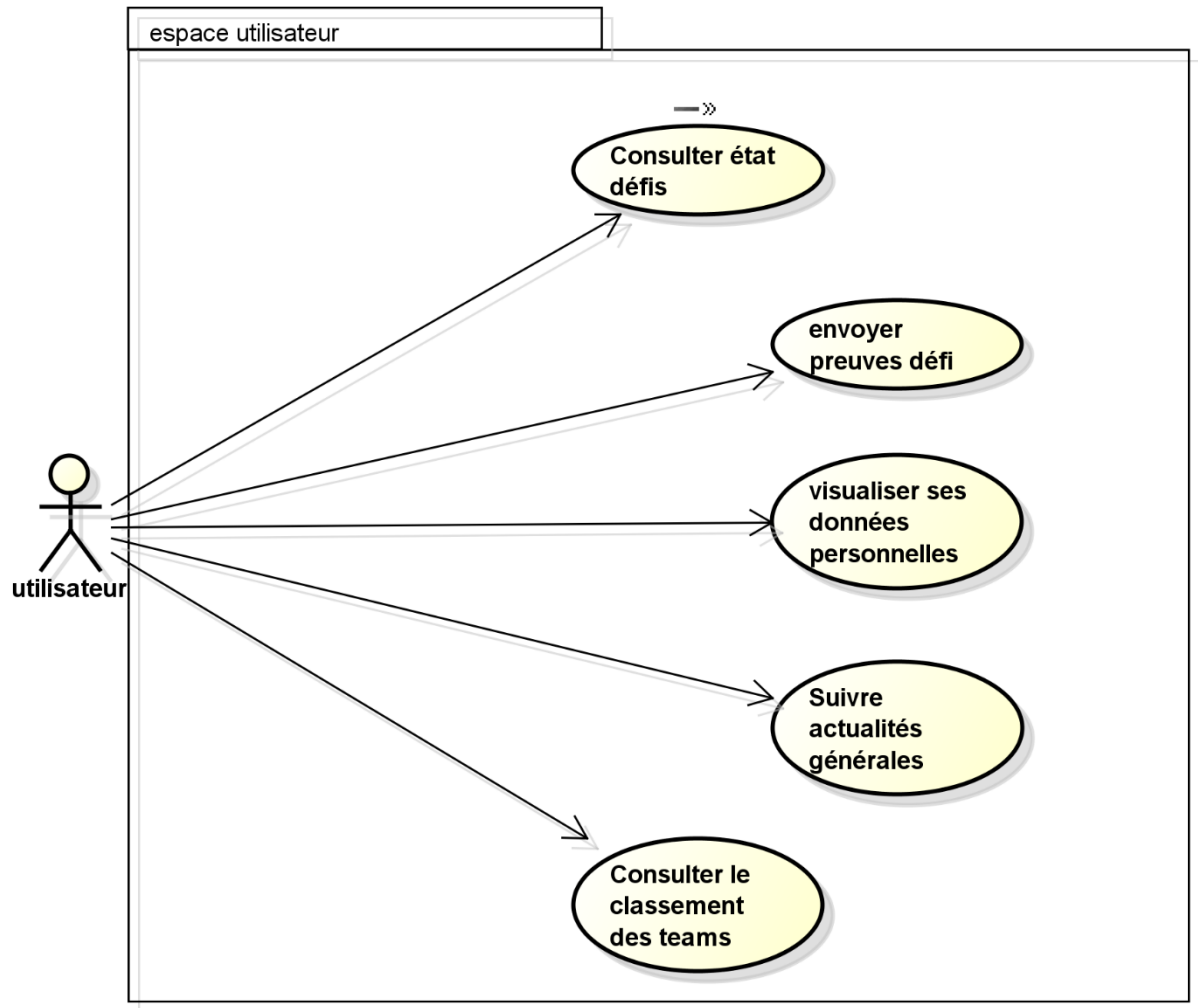 espace utilisateur
Consulter état
défis
envoyer
preuves défi
visualiser ses
données
personnelles
utilisateur
Suivre
actualités
générales
Consulter le
classement
des teams